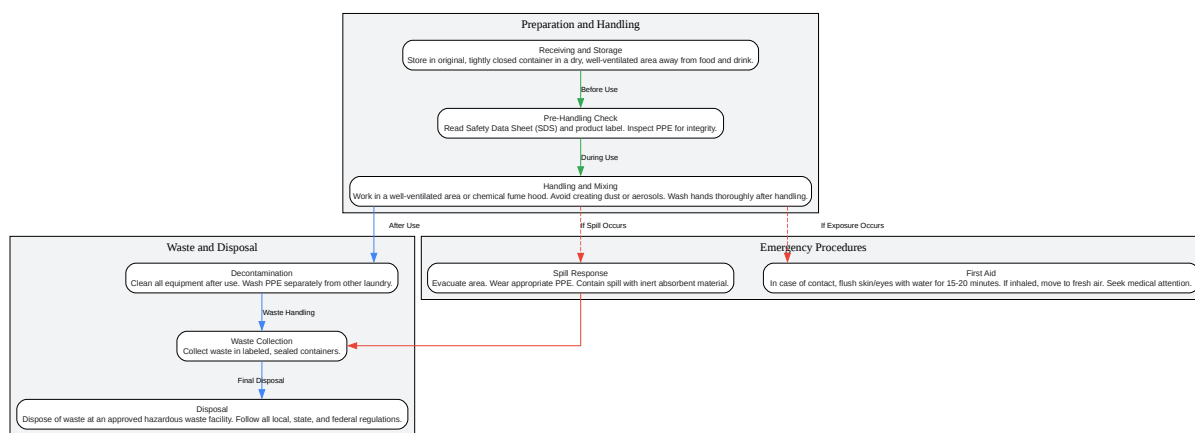 Preparation and Handling
Receiving and Storage
Store in original, tightly closed container in a dry, well-ventilated area away from food and drink.
Before Use
Pre-Handling Check
Read Safety Data Sheet (SDS) and product label. Inspect PPE for integrity.
During Use
Handling and Mixing
Work in a well-ventilated area or chemical fume hood. Avoid creating dust or aerosols. Wash hands thoroughly after handling.
After Use
If Spill Occurs
If Exposure Occurs
Waste and Disposal
Emergency Procedures
Decontamination
Clean all equipment after use. Wash PPE separately from other laundry.
Spill Response
Evacuate area. Wear appropriate PPE. Contain spill with inert absorbent material.
First Aid
In case of contact, flush skin/eyes with water for 15-20 minutes. If inhaled, move to fresh air. Seek medical attention.
Waste Handling
Waste Collection
Collect waste in labeled, sealed containers.
Final Disposal
Disposal
Dispose of waste at an approved hazardous waste facility. Follow all local, state, and federal regulations.